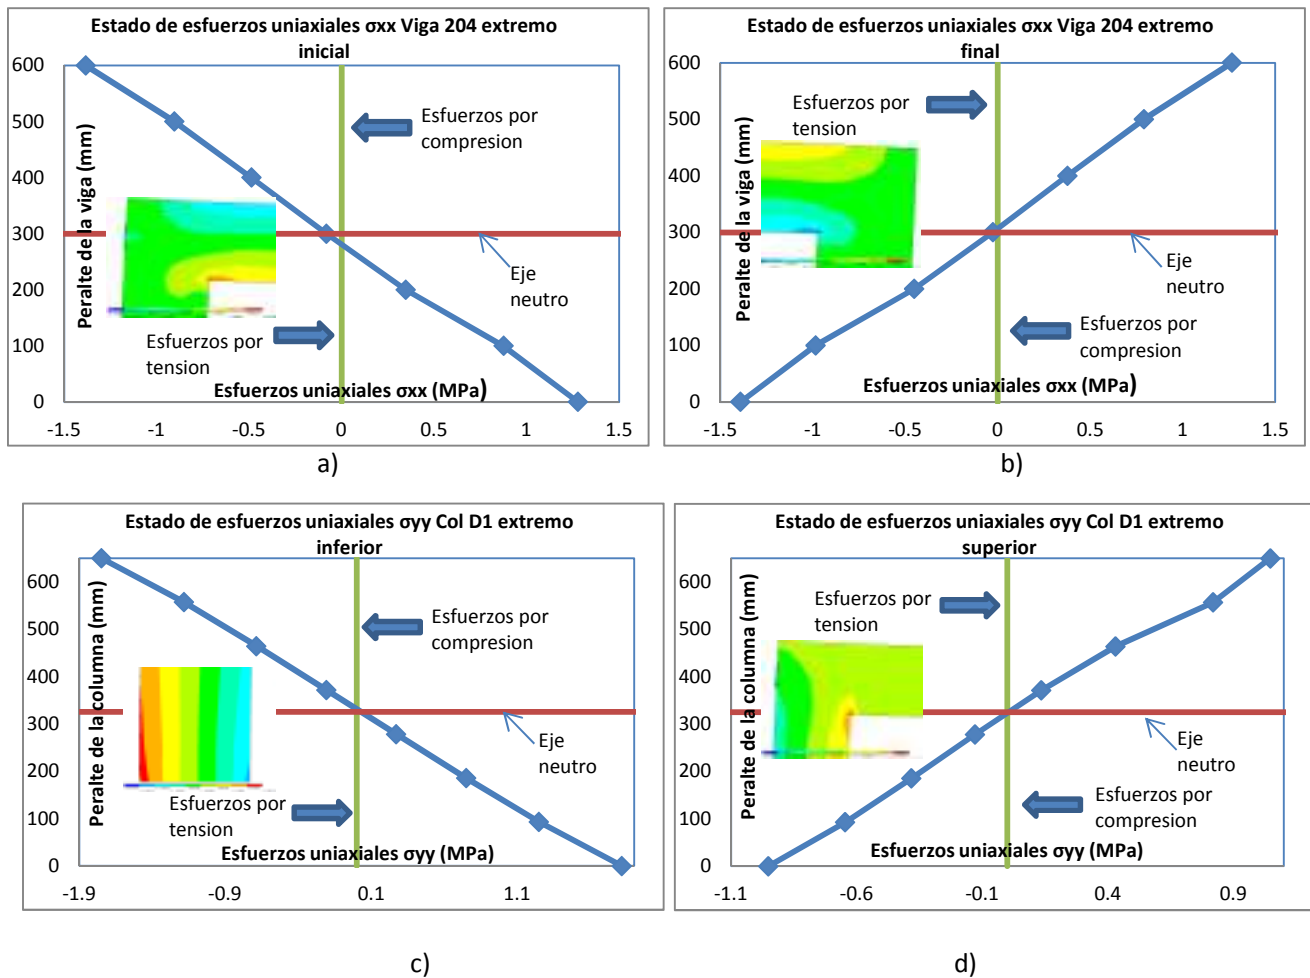 Estado de esfuerzos uniaxiales σxx Viga 204 extremo
inicial
600
500
400
300
200
100
0
Peralte de la viga (mm)
Esfuerzos por
compresion
Eje
neutro
Esfuerzos por
tension
Esfuerzos uniaxiales σxx (MPa)
-1.5 -1 -0.5 0 0.5 1 1.5
a)
Estado de esfuerzos uniaxiales σxx Viga 204 extremo
final
600
500
400
300
200
100
0
Peralte de la viga (mm)
Esfuerzos por
tension
Eje
neutro
Esfuerzos por
compresion
Esfuerzos uniaxiales σxx (MPa)
-1.5 -1 -0.5 0 0.5 1 1.5
b)
Estado de esfuerzos uniaxiales σyy Col D1 extremo
inferior
600
500
400
300
200
100
0
Peralte de la columna (mm)
Esfuerzos por
compresion
Eje
neutro
Esfuerzos por
tension
Esfuerzos uniaxiales σyy (MPa)
-1.9 -0.9 0.1 1.1
c)
Estado de esfuerzos uniaxiales σyy Col D1 extremo
superior
600
500
400
300
200
100
0
Peralte de la columna (mm)
Esfuerzos por
tension
Eje
neutro
Esfuerzos por
compresion
Esfuerzos uniaxiales σyy (MPa)
-1.1 -0.6 -0.1 0.4 0.9
d)